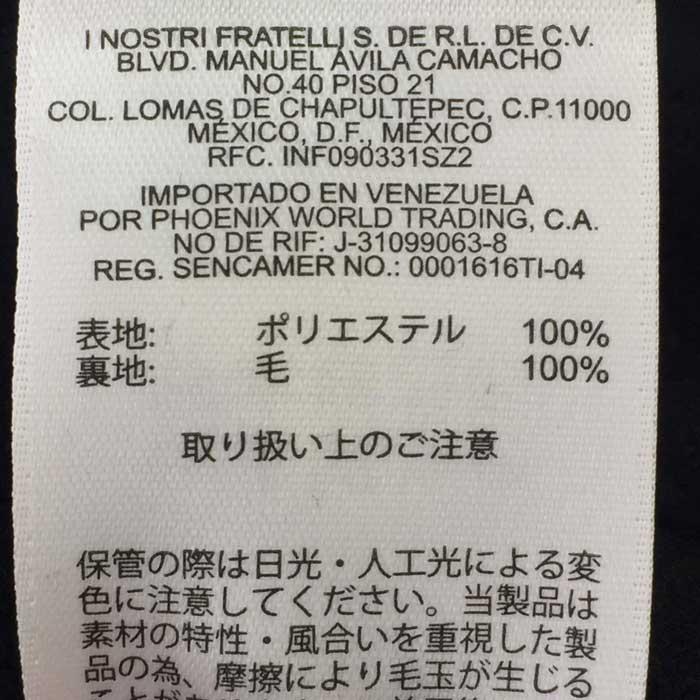 I NOSTRI FRATELLI S. DE R.L. DE C.V.
BLVD. MANUEL ÁVILA CAMACHO
NO.40 PISO 21
COL. LOMAS DE CHAPULTEPEC, C.P.11000
MÉXICO, D.F., MÉXICO
RFC. INF090331SZ2
IMPORTADO EN VENEZUELA
POR PHOENIX WORLD TRADING, C.A.
NO DE RIF: J-31099063-8
REG. SENCAMER NO.: 0001616TI-04
表地: ポリエステル 100%
裏地: 毛 100%
取り扱い上のご注意
保管の際は日光・人工光による変
色に注意してください。当製品は
素材の特性・風合いを重視した製
品の為、摩擦により毛玉が生じる